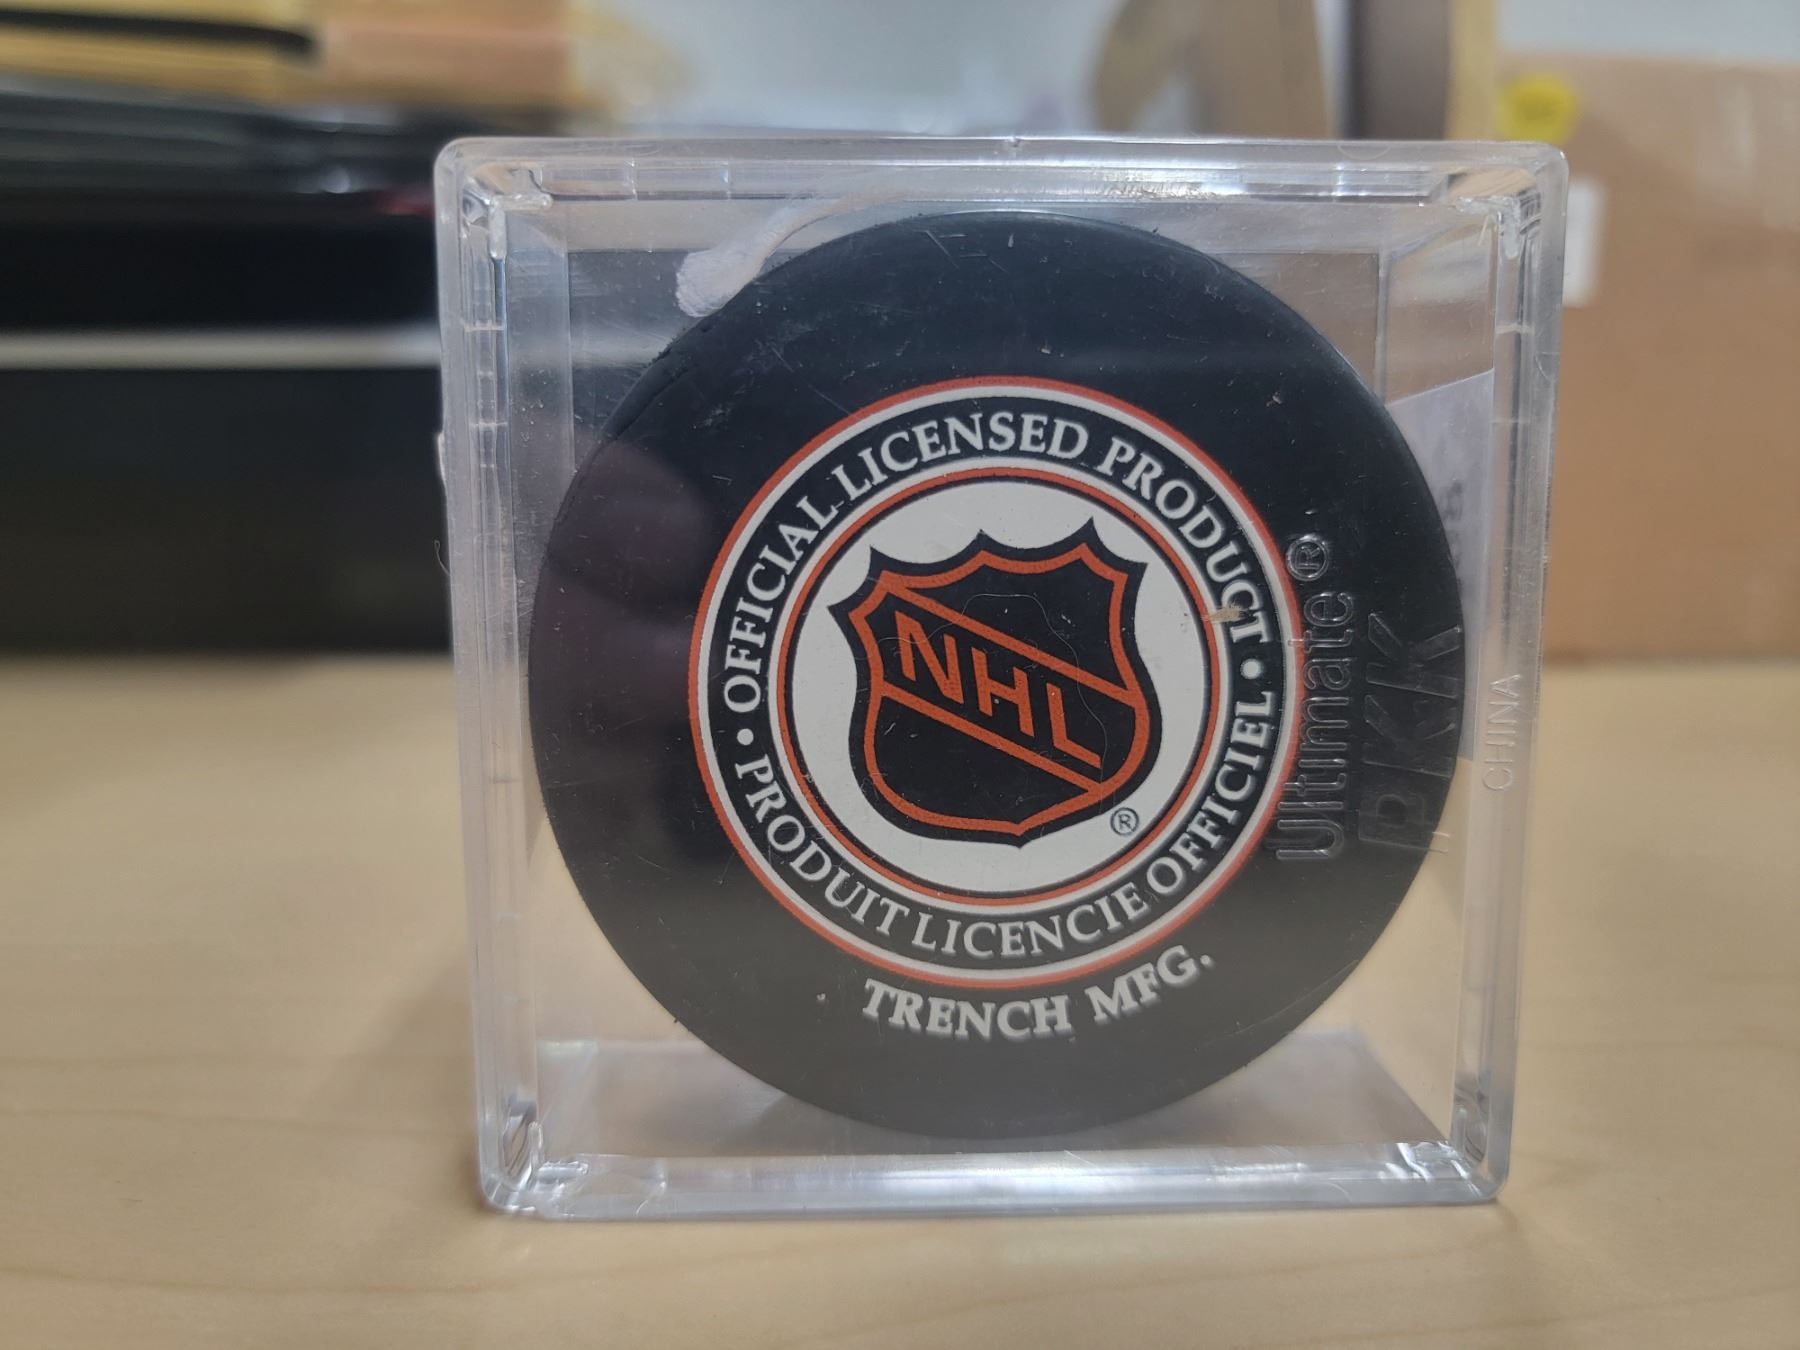 OFFICIAL LICENSED PRODUCT •
NHL
®
PRODUIT LICENCIE OFFICIEL •
TRENCH MFG.
Ultimate®
PKK
CHINA